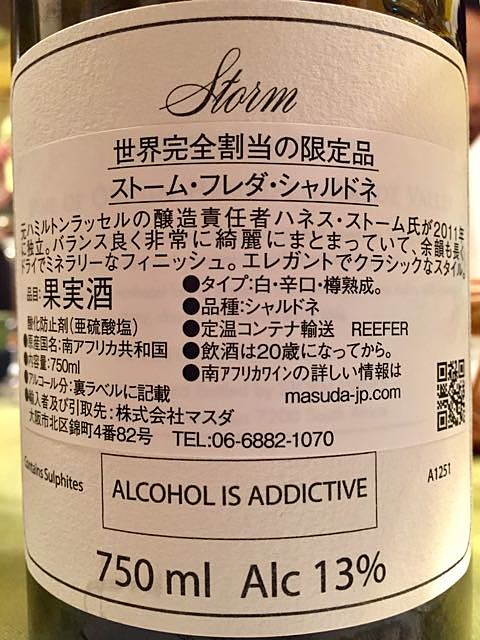 Storm
世界完全割当の限定品
ストーム・フレダ・シャルドネ
元ハミルトンラッセルの醸造責任者ハネス・ストーム氏が2011年
に独立。バランス良く非常に綺麗にまとまっていて、余韻も長く
ドライでミネラリーなフィニッシュ。エレグントでクラシックなスタイル。
品目:果実酒
酸化防止剤(亜硫酸塩)
●原産国名:南アフリカ共和国
●内容量:750ml
●アルコール分:裏ラベルに記載
●輸入者及び引取先:株式会社マスダ
大阪市北区錦町4番82号 TEL:06-6882-1070
●タイプ:白・辛口・樽熟成。
●品種:シャルドネ
●定温コンテナ輸送 REEFER
●飲酒は20歳になってから。
●南アフリカワインの詳しい情報は
masuda-jp.com
Contains Sulphites
ALCOHOL IS ADDICTIVE
A1251
750 ml Alc 13%